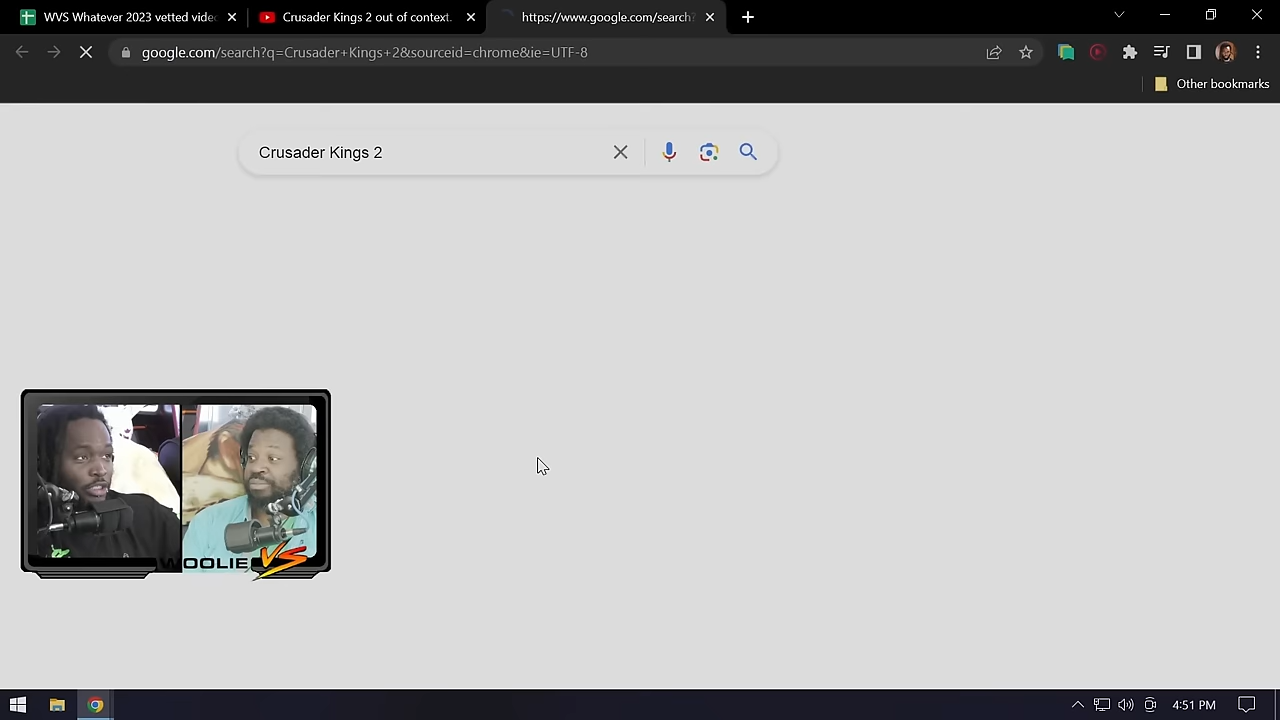 WVS Whatever 2023 vetted video
Crusader Kings 2 out of context.
https://www.google.com/search?
google.com/search?q=Crusader+Kings+2&sourceid=chrome&ie=UTF-8
Other bookmarks
Crusader Kings 2
WOOLIE VS
4:51 PM